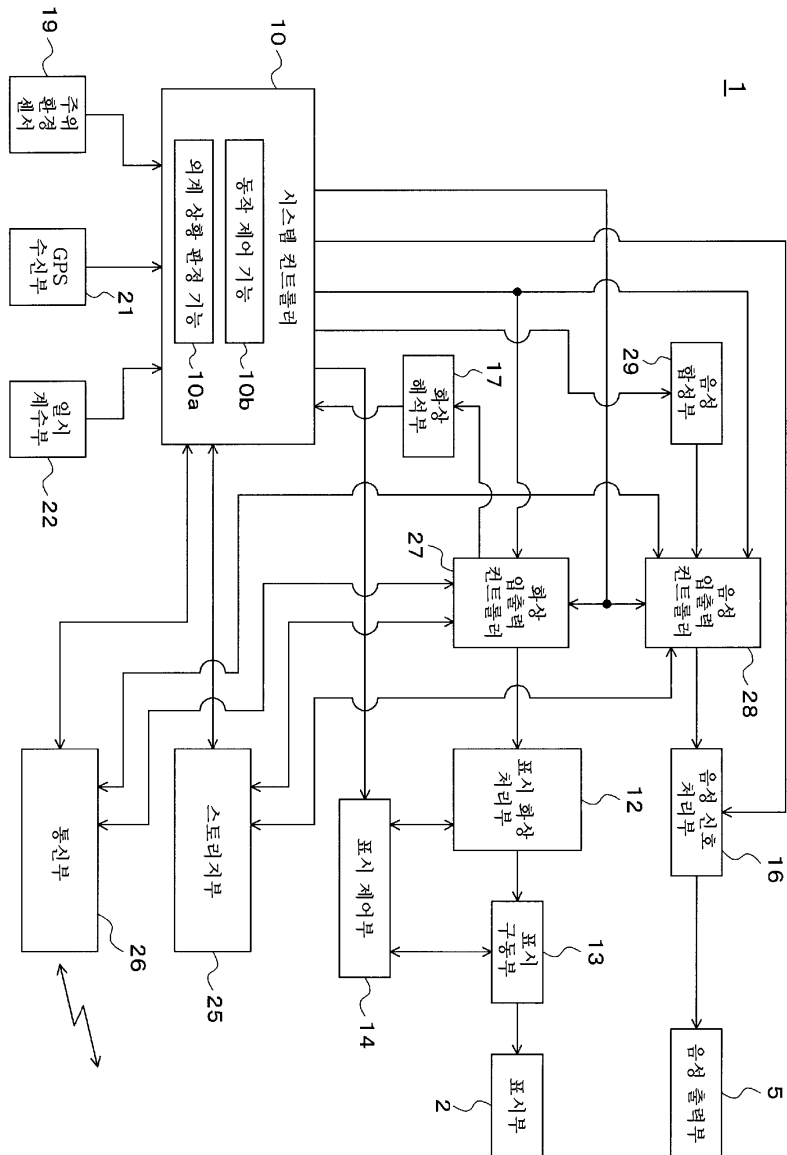 1
10
시스템 컨트롤러
동작 제어 기능
10b
외계 상황 판정 기능
10a
19
주위
환경
센서
GPS
수신부
21
일시
계수부
22
17
화상
해석부
29
음성
합성부
27
화상
입출력
컨트롤러
음성
입출력
컨트롤러
28
표시 화상
처리부
12
음성 신호
처리부
16
표시 제어부
14
표시
구동부
13
표시부
2
음성 출력부
5
스토리지부
25
통신부
26